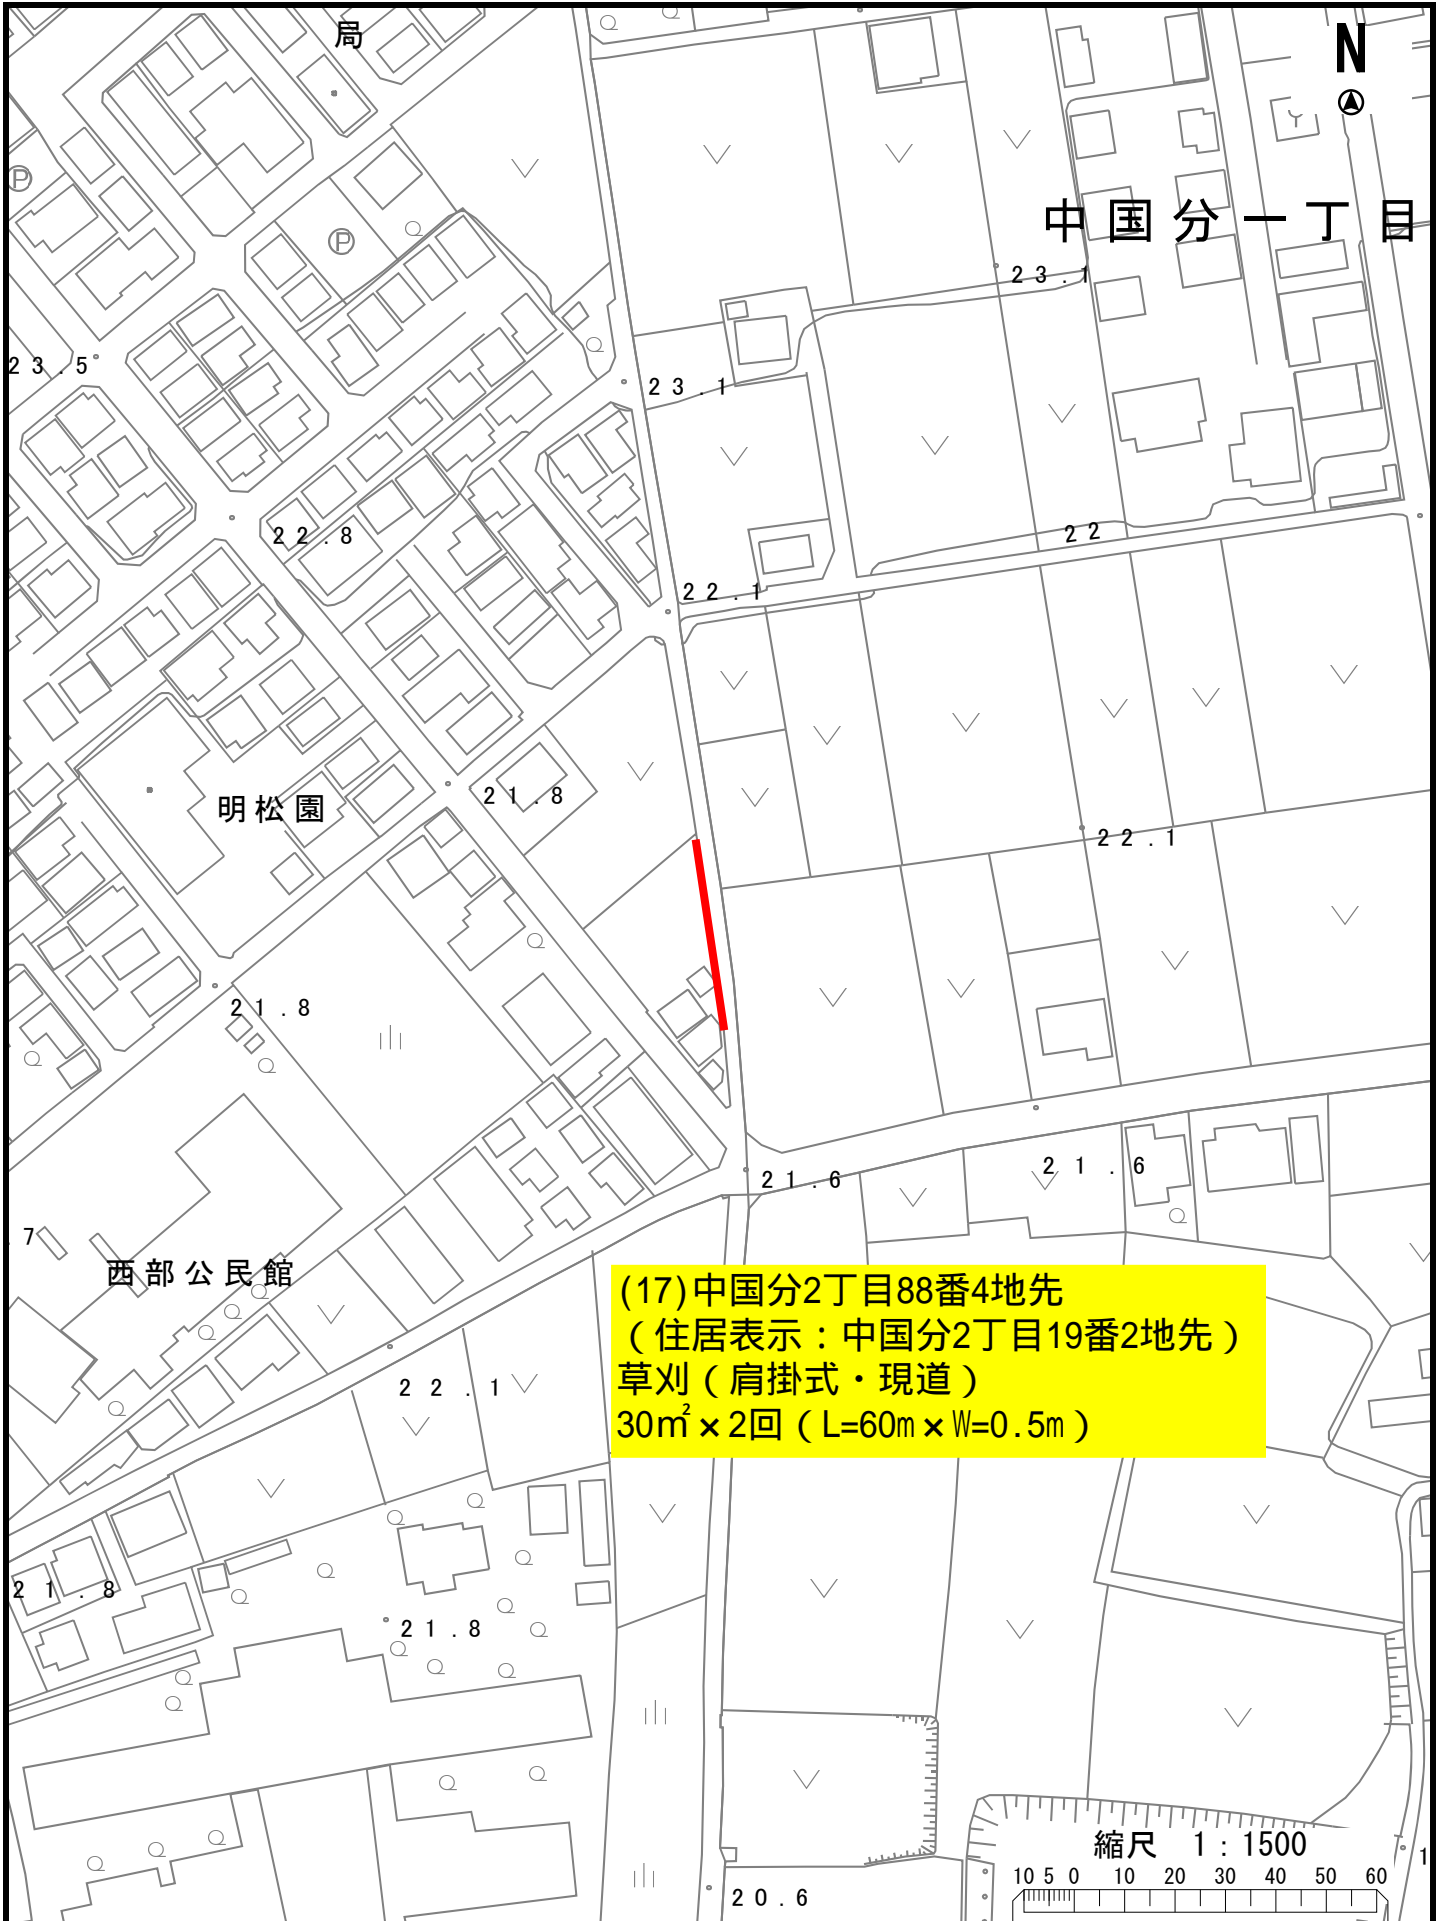 局
N
P
P
中国分一丁目
23.1
23.5
23.1
22.8
22
22.1
21.8
明松園
22.1
21.8
21.6
21.6
7
西部公民館
(17)中国分2丁目88番4地先
（住居表示：中国分2丁目19番2地先）
草刈（肩掛式・現道）
30㎡×2回（L=60m×W=0.5m）
22.1
21.8
21.8
縮尺 1:1500
10 5 0 10 20 30 40 50 60
1
20.6